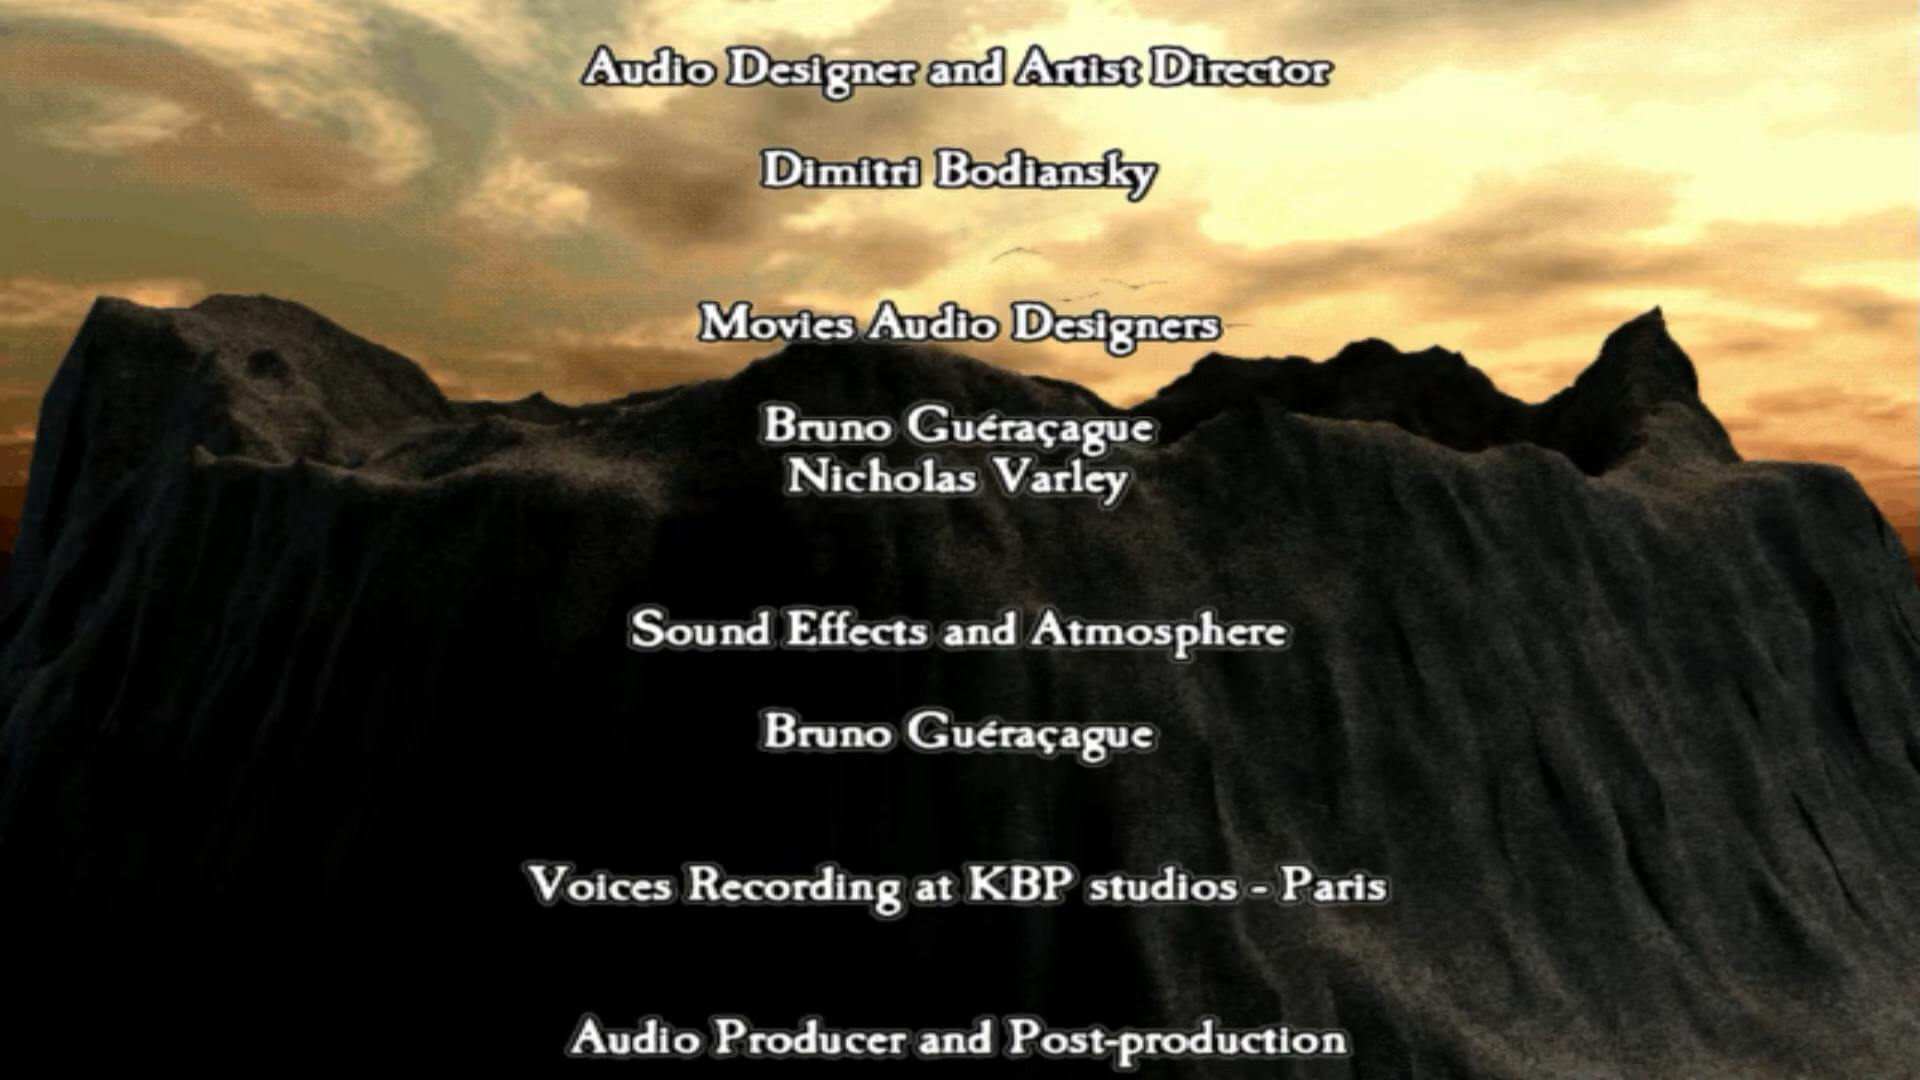 Audio Designer and Artist Director
Dimitri Bodiansky
Movies Audio Designers
Bruno Guéraçague
Nicholas Varley
Sound Effects and Atmosphere
Bruno Guéraçague
Voices Recording at KBP studios - Paris
Audio Producer and Post-production